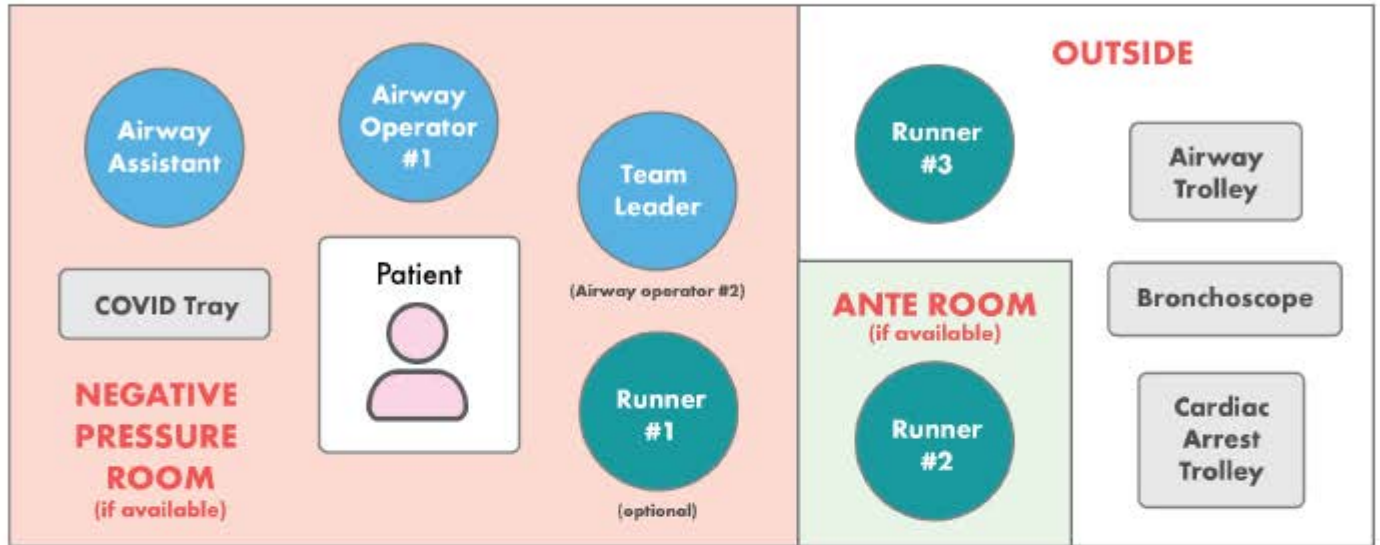 Airway
Assistant
Airway
Operator
#1
Team
Leader
(Airway operator #2)
COVID Tray
Patient
NEGATIVE
PRESSURE
ROOM
(if available)
Runner
#1
(optional)
OUTSIDE
Runner
#3
Airway
Trolley
ANTE ROOM
(if available)
Runner
#2
Bronchoscope
Cardiac
Arrest
Trolley